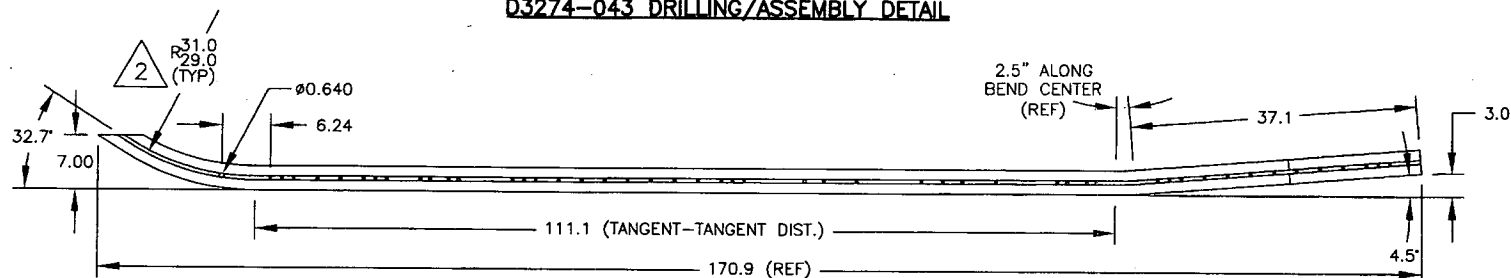 D3274-043 DRILLING/ASSEMBLY DETAIL
2
R31.0
29.0
(TYP)
ø0.640
6.24
32.7°
7.00
2.5" ALONG
BEND CENTER
(REF)
37.1
3.0
111.1 (TANGENT-TANGENT DIST.)
4.5°
170.9 (REF)